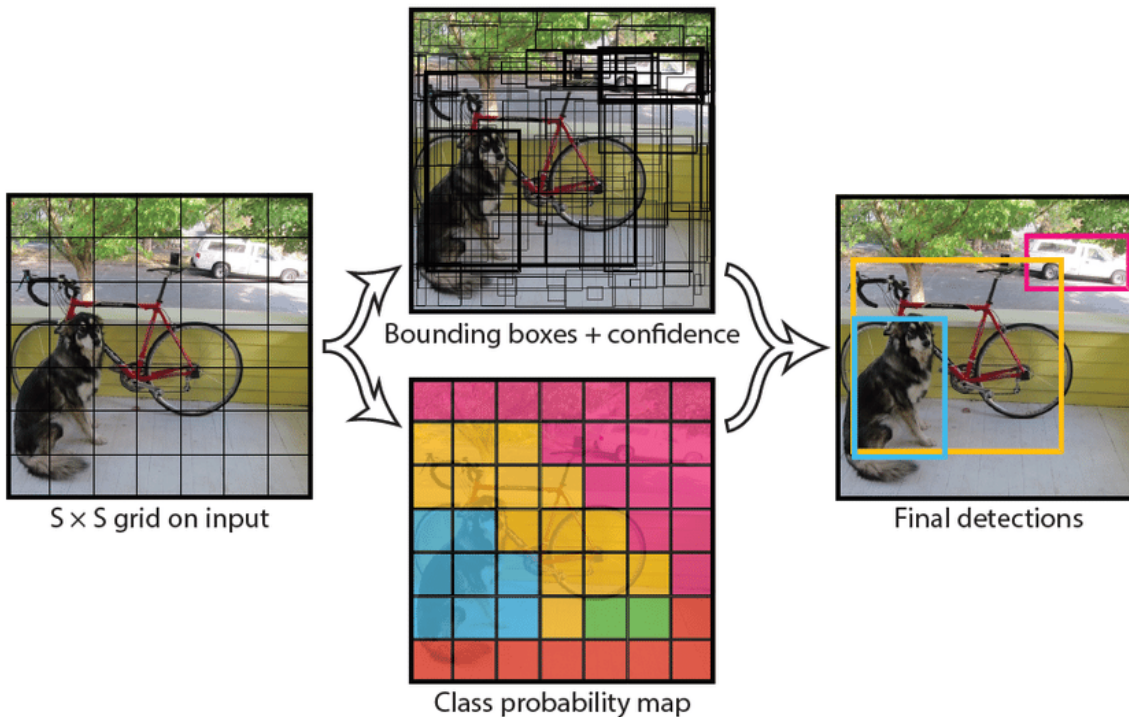 Bounding boxes + confidence
S × S grid on input
Final detections
Class probability map